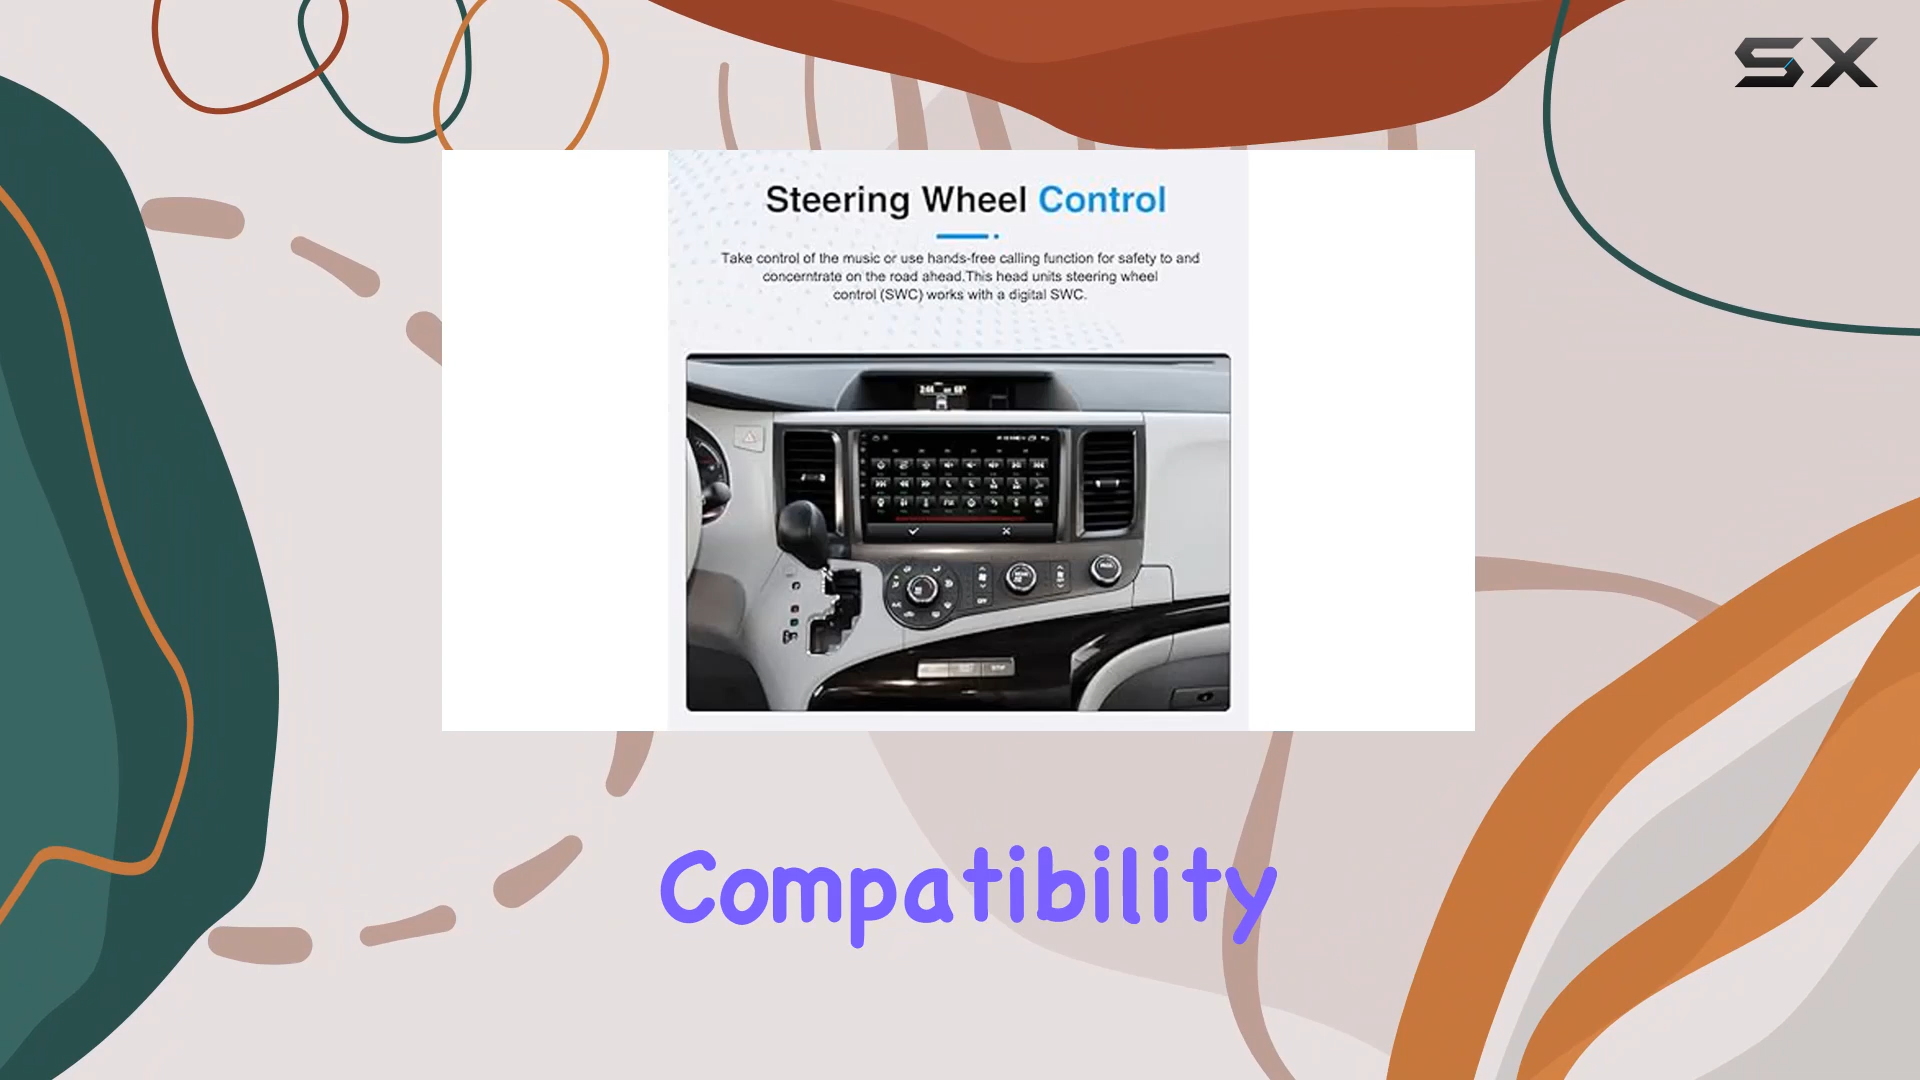 SX
Steering Wheel Control
Take control of the music or use hands-free calling function for safety to and
concerntrate on the road ahead.This head units steering wheel
control (SWC) works with a digital SWC.
Compatibility